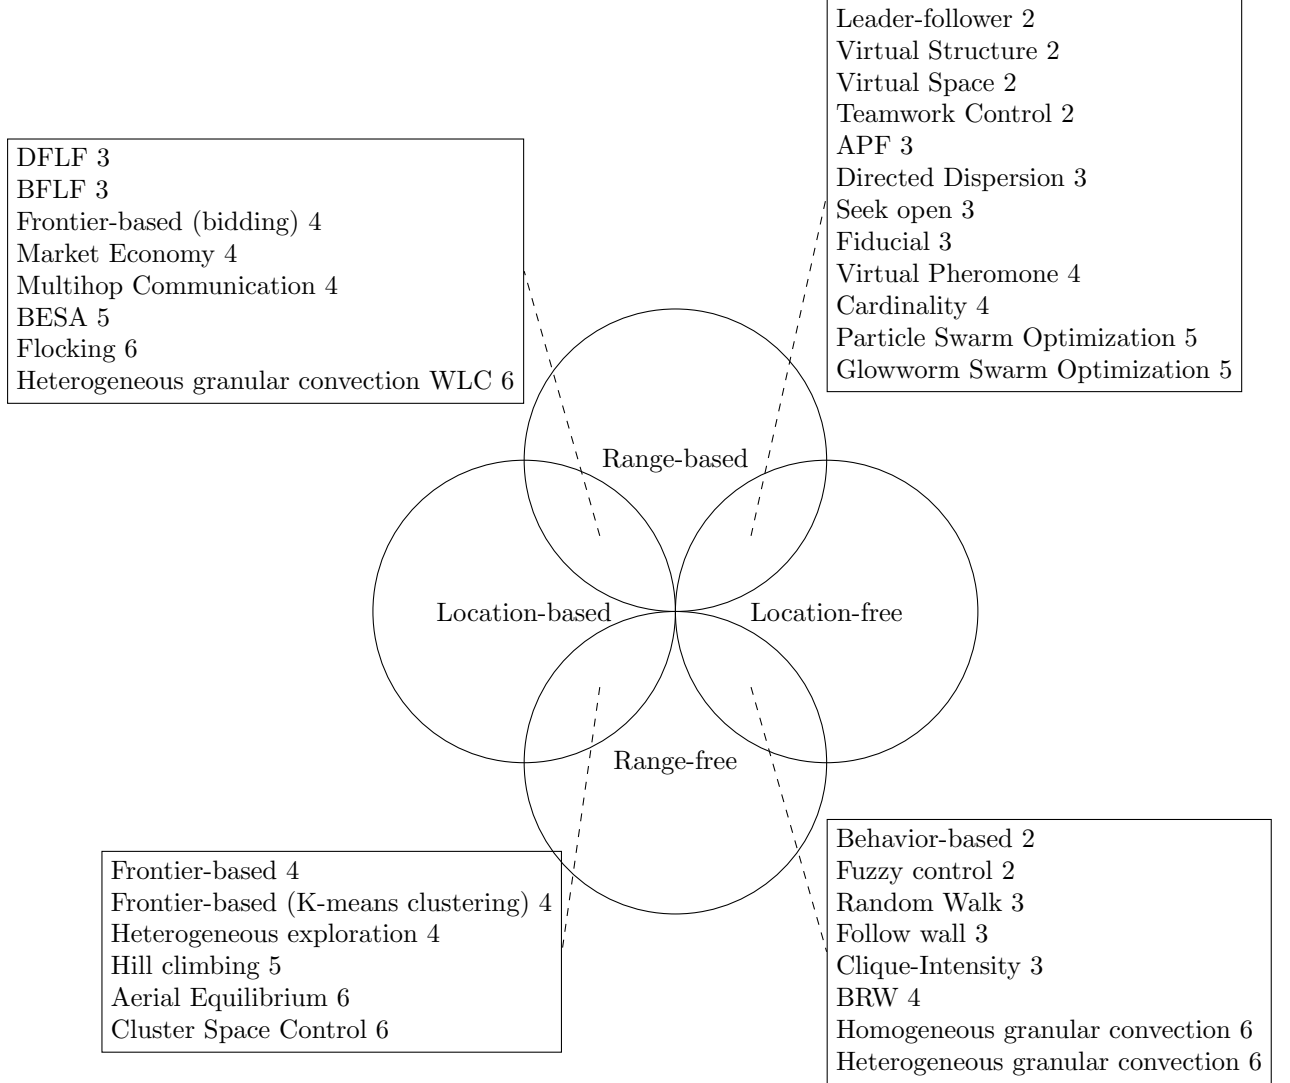 Leader-follower 2
Virtual Structure 2
Virtual Space 2
Teamwork Control 2
APF 3
Directed Dispersion 3
Seek open 3
Fiducial 3
Virtual Pheromone 4
Cardinality 4
Particle Swarm Optimization 5
Glowworm Swarm Optimization 5
DFLF 3
BFLF 3
Frontier-based (bidding) 4
Market Economy 4
Multihop Communication 4
BESA 5
Flocking 6
Heterogeneous granular convection WLC 6
Range-based
Location-based
Location-free
Range-free
Frontier-based 4
Frontier-based (K-means clustering) 4
Heterogeneous exploration 4
Hill climbing 5
Aerial Equilibrium 6
Cluster Space Control 6
Behavior-based 2
Fuzzy control 2
Random Walk 3
Follow wall 3
Clique-Intensity 3
BRW 4
Homogeneous granular convection 6
Heterogeneous granular convection 6